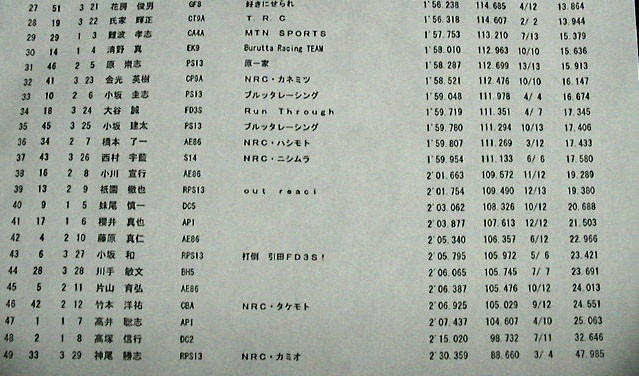 27 51 3 21 花房 俊男 GF8 好きにせられ 1'56.238 114.685 4/12 13.864
28 19 3 22 氏家 輝正 CT9A T.R.C 1'56.318 114.607 2/ 2 13.944
29 29 1 3 難波 孝志 CA4A MTN SPORTS 1'57.753 113.210 7/13 15.379
30 14 1 4 清野 真 EK9 Burutta Racing TEAM 1'58.010 112.963 10/10 15.636
31 46 2 5 原 崇志 PS13 原一家 1'58.287 112.699 13/13 15.913
32 41 3 23 金光 英樹 CP9A NRC・カネミツ 1'58.521 112.476 10/10 16.147
33 10 2 6 小坂 圭志 PS13 ブルッタレーシング 1'59.048 111.978 4/ 4 16.674
34 18 3 24 大谷 誠 FD3S Run Through 1'59.719 111.351 4/ 7 17.345
35 45 3 25 小坂 建太 PS13 ブルッタレーシング 1'59.780 111.294 10/13 17.406
36 34 2 7 橋本 了一 AE86 NRC・ハシモト 1'59.807 111.269 3/12 17.433
37 43 3 26 西村 宇藍 S14 NRC・ニシムラ 1'59.954 111.133 6/ 6 17.580
38 16 2 8 小川 宣行 AE86 2'01.663 109.572 11/12 19.289
39 13 2 9 祇園 徹也 RPS13 out reaci 2'01.754 109.490 12/13 19.380
40 9 1 5 妹尾 慎一 DC5 2'03.062 108.326 10/12 20.688
41 17 1 6 櫻井 真也 AP1 2'03.877 107.613 12/12 21.503
42 4 2 10 藤原 真仁 AE86 2'05.340 106.357 6/12 22.966
43 6 3 27 小坂 和 RPS13 打倒 引田FD3S! 2'05.795 105.972 5/ 6 23.421
44 28 3 28 川手 敏文 BH5 2'06.065 105.745 7/ 7 23.691
45 5 2 11 片山 育弘 AE86 2'06.387 105.476 10/12 24.013
46 42 2 12 竹本 洋祐 CBA NRC・タケモト 2'06.925 105.029 9/12 24.551
47 1 1 7 高井 聡志 AP1 2'07.437 104.607 4/10 25.063
48 2 1 8 高塚 信行 DC2 2'15.020 98.732 7/11 32.646
49 33 3 29 神尾 勝志 RPS13 NRC・カミオ 2'30.359 88.660 3/ 4 47.985